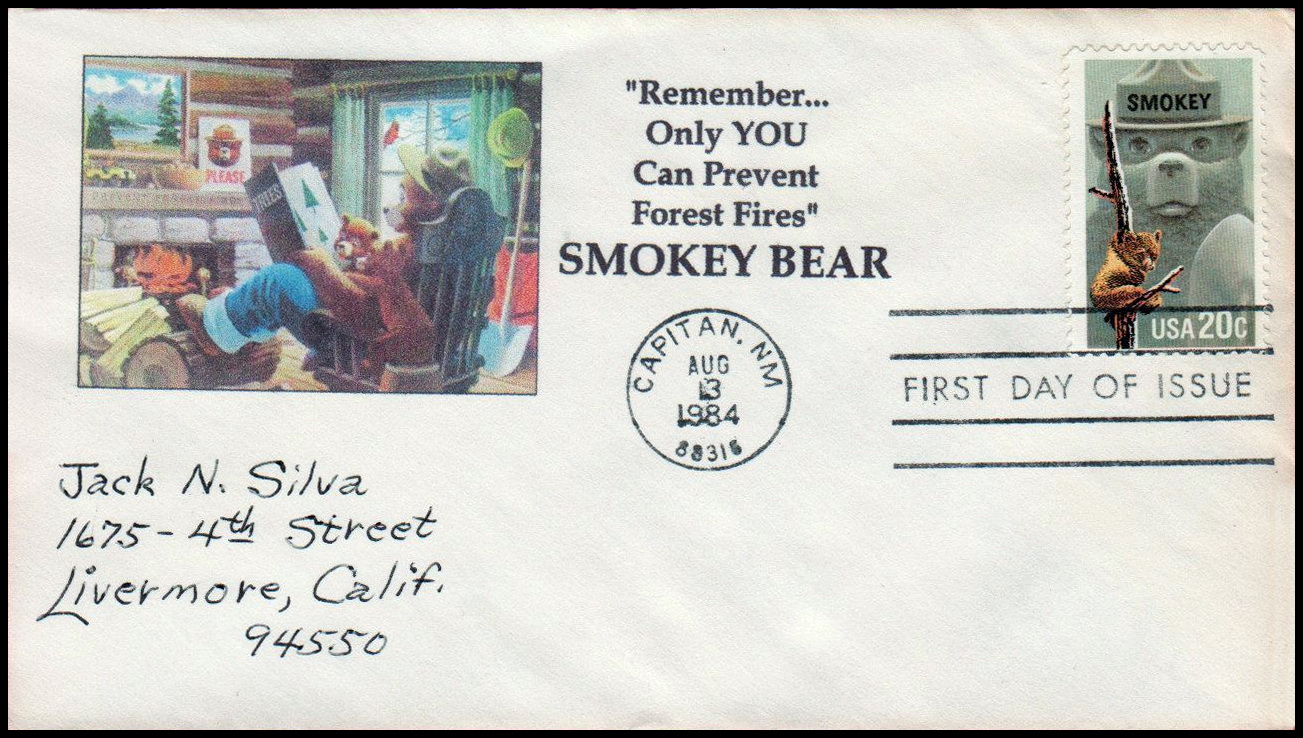 "Remember...
Only YOU
Can Prevent
Forest Fires"
SMOKEY BEAR
SMOKEY
USA 20c
PLEASE
CAPITAN, NM
AUG
13
1984
88316
FIRST DAY OF ISSUE
Jack N. Silva
1675 - 4th Street
Livermore, Calif.
94550